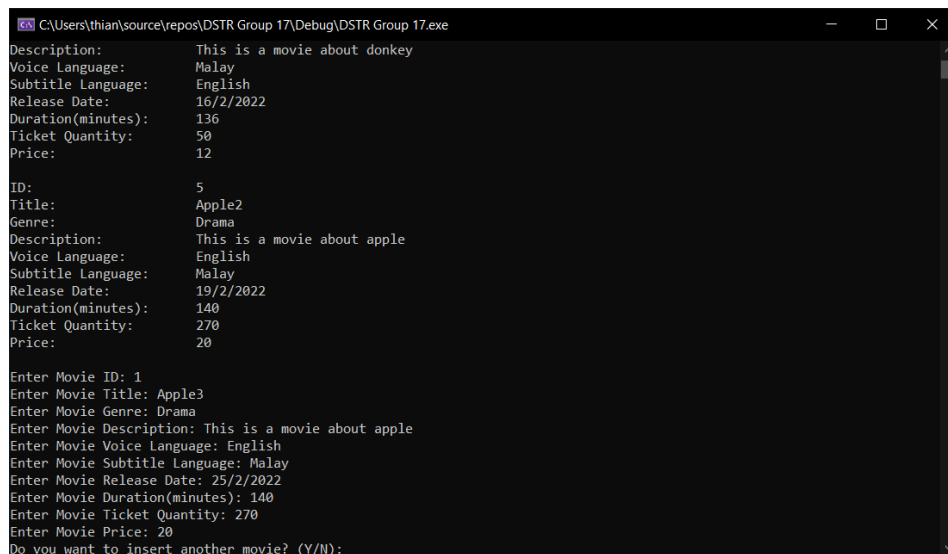 C:\Users\thian\source\repos\DSTR Group 17\Debug\DSTR Group 17.exe
Description: This is a movie about donkey
Voice Language: Malay
Subtitle Language: English
Release Date: 16/2/2022
Duration(minutes): 136
Ticket Quantity: 50
Price: 12
ID: 5
Title: Apple2
Genre: Drama
Description: This is a movie about apple
Voice Language: English
Subtitle Language: Malay
Release Date: 19/2/2022
Duration(minutes): 140
Ticket Quantity: 270
Price: 20
Enter Movie ID: 1
Enter Movie Title: Apple3
Enter Movie Genre: Drama
Enter Movie Description: This is a movie about apple
Enter Movie Voice Language: English
Enter Movie Subtitle Language: Malay
Enter Movie Release Date: 25/2/2022
Enter Movie Duration(minutes): 140
Enter Movie Ticket Quantity: 270
Enter Movie Price: 20
Do you want to insert another movie? (Y/N):